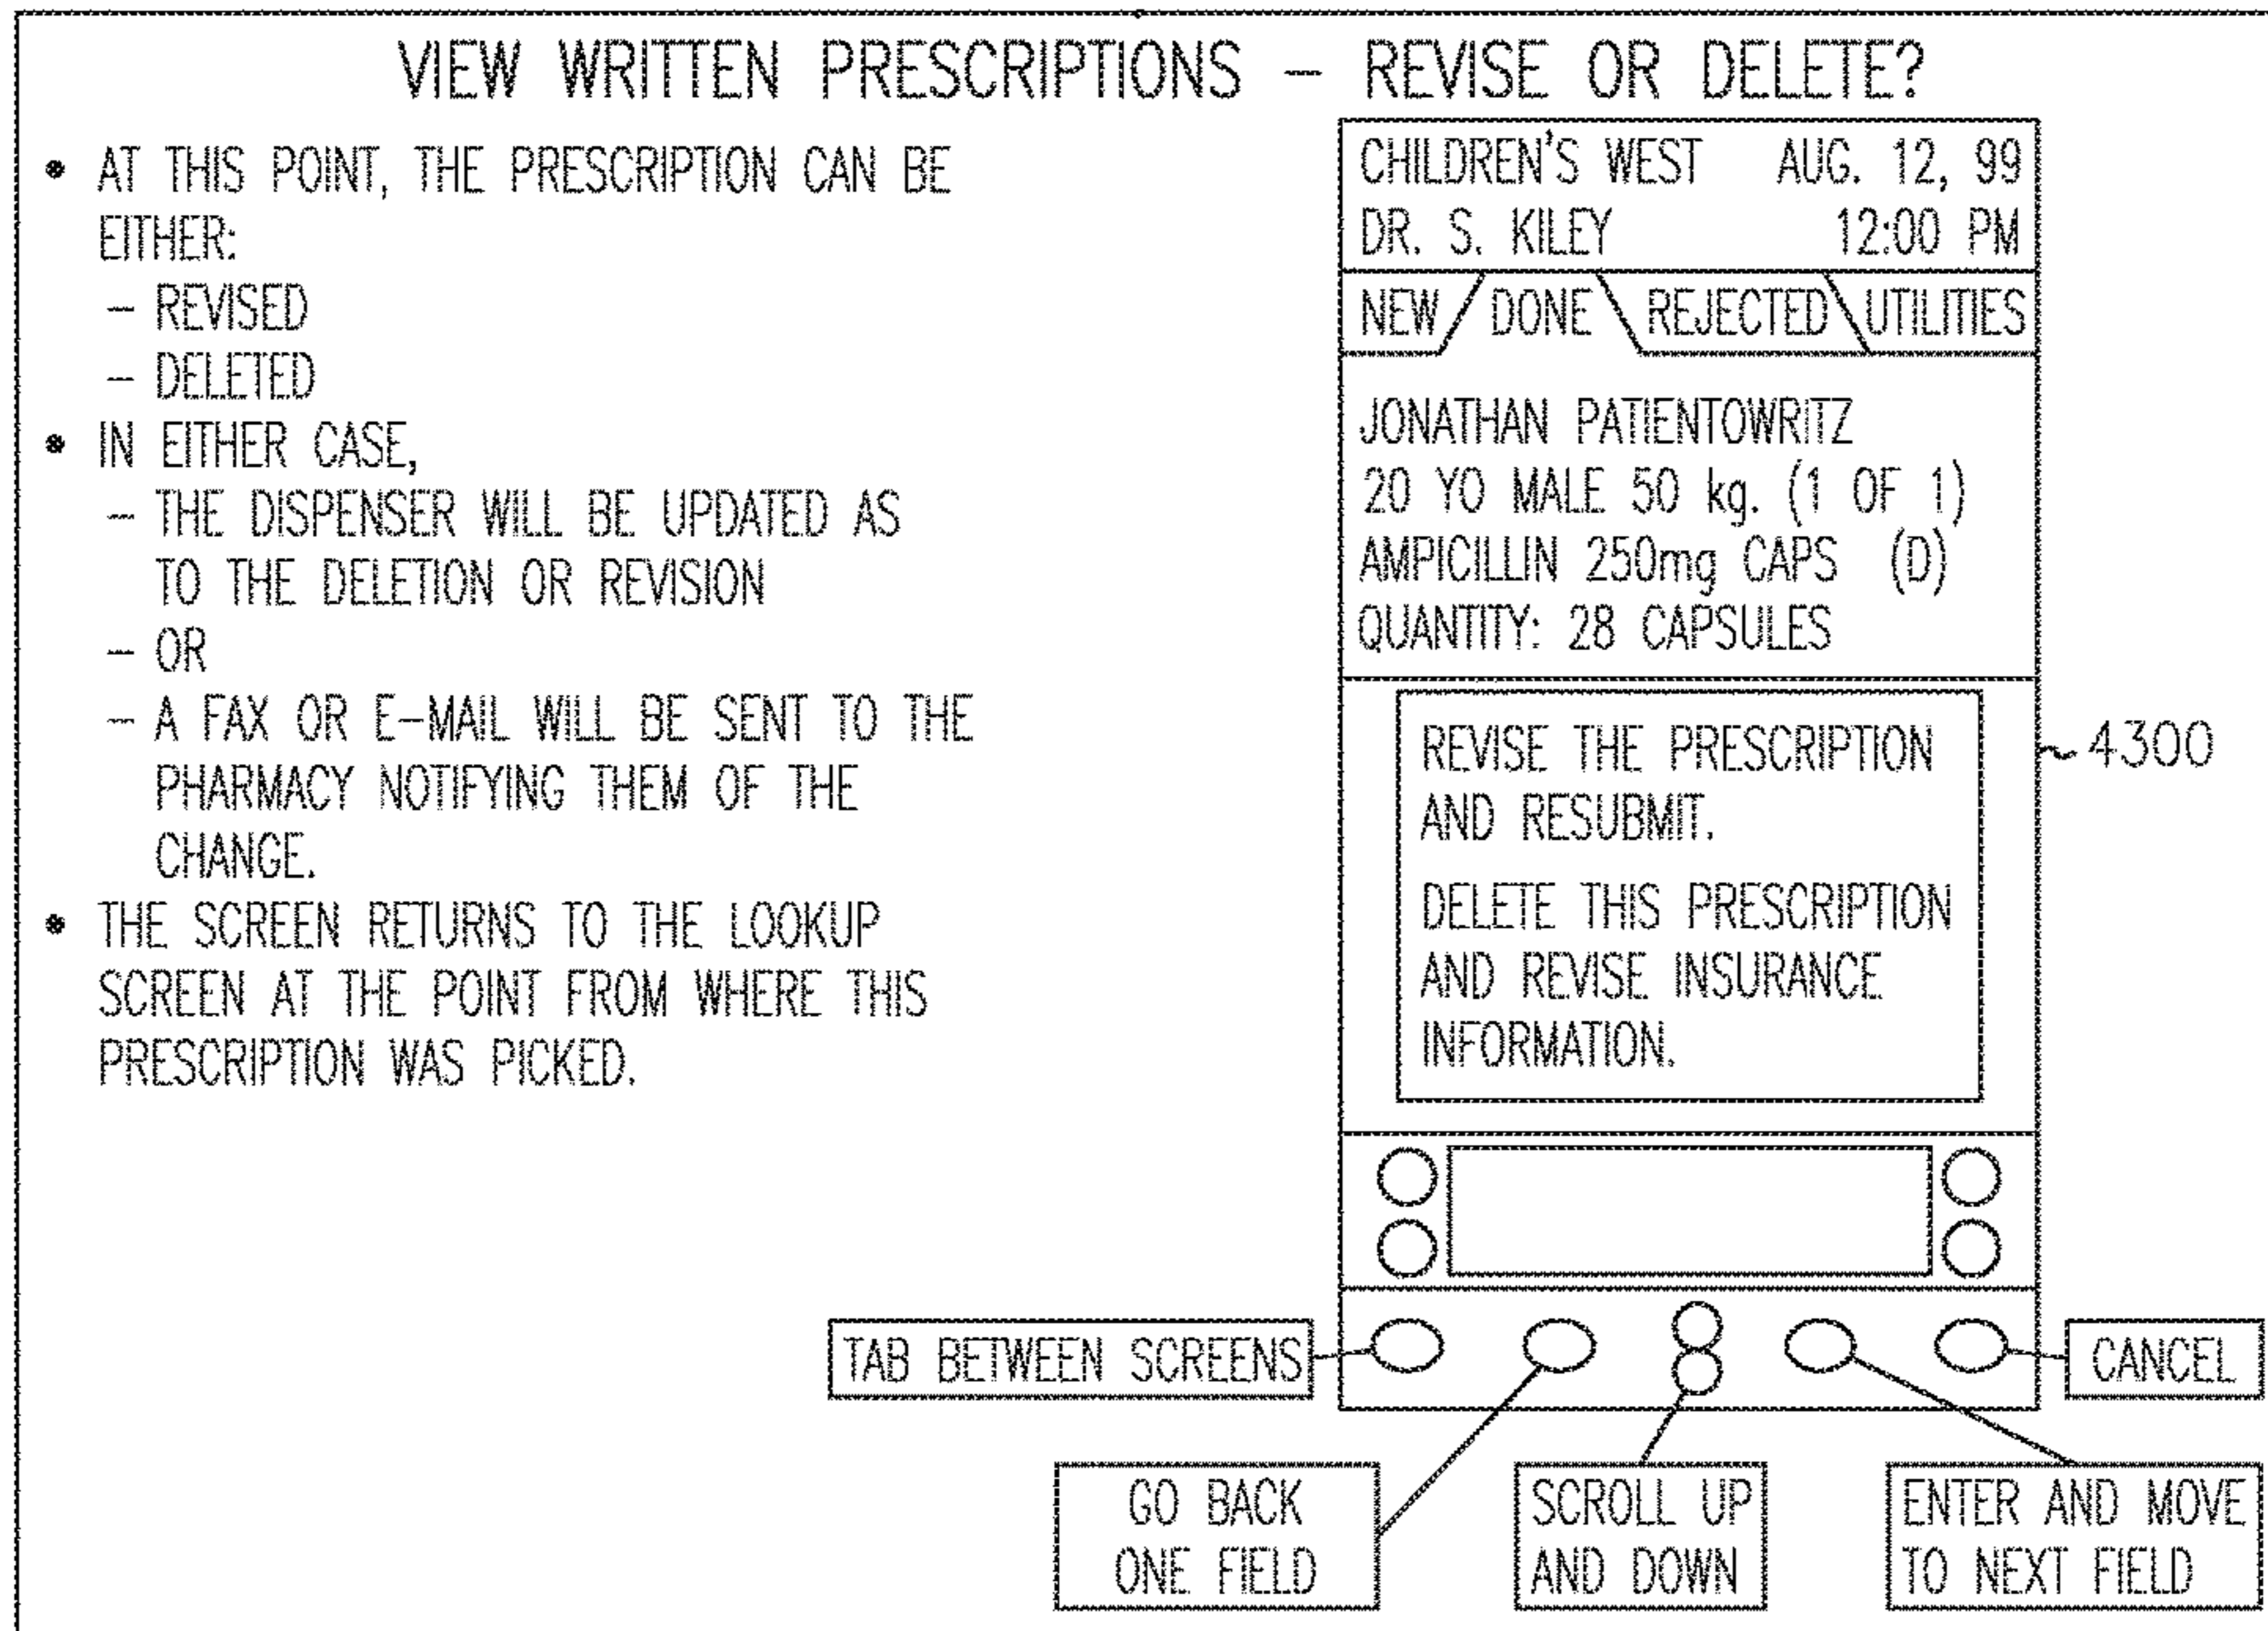 VIEW WRITTEN PRESCRIPTIONS – REVISE OR DELETE?
• AT THIS POINT, THE PRESCRIPTION CAN BE
EITHER:
– REVISED
– DELETED
• IN EITHER CASE,
– THE DISPENSER WILL BE UPDATED AS
TO THE DELETION OR REVISION
– OR
– A FAX OR E-MAIL WILL BE SENT TO THE
PHARMACY NOTIFYING THEM OF THE
CHANGE.
• THE SCREEN RETURNS TO THE LOOKUP
SCREEN AT THE POINT FROM WHERE THIS
PRESCRIPTION WAS PICKED.
CHILDREN'S WEST AUG. 12, 99
DR. S. KILEY 12:00 PM
NEW DONE REJECTED UTILITIES
JONATHAN PATIENTOWRITZ
20 YO MALE 50 kg. (1 OF 1)
AMPICILLIN 250mg CAPS (D)
QUANTITY: 28 CAPSULES
REVISE THE PRESCRIPTION
AND RESUBMIT.
DELETE THIS PRESCRIPTION
AND REVISE INSURANCE
INFORMATION.
4300
TAB BETWEEN SCREENS
CANCEL
GO BACK
ONE FIELD
SCROLL UP
AND DOWN
ENTER AND MOVE
TO NEXT FIELD